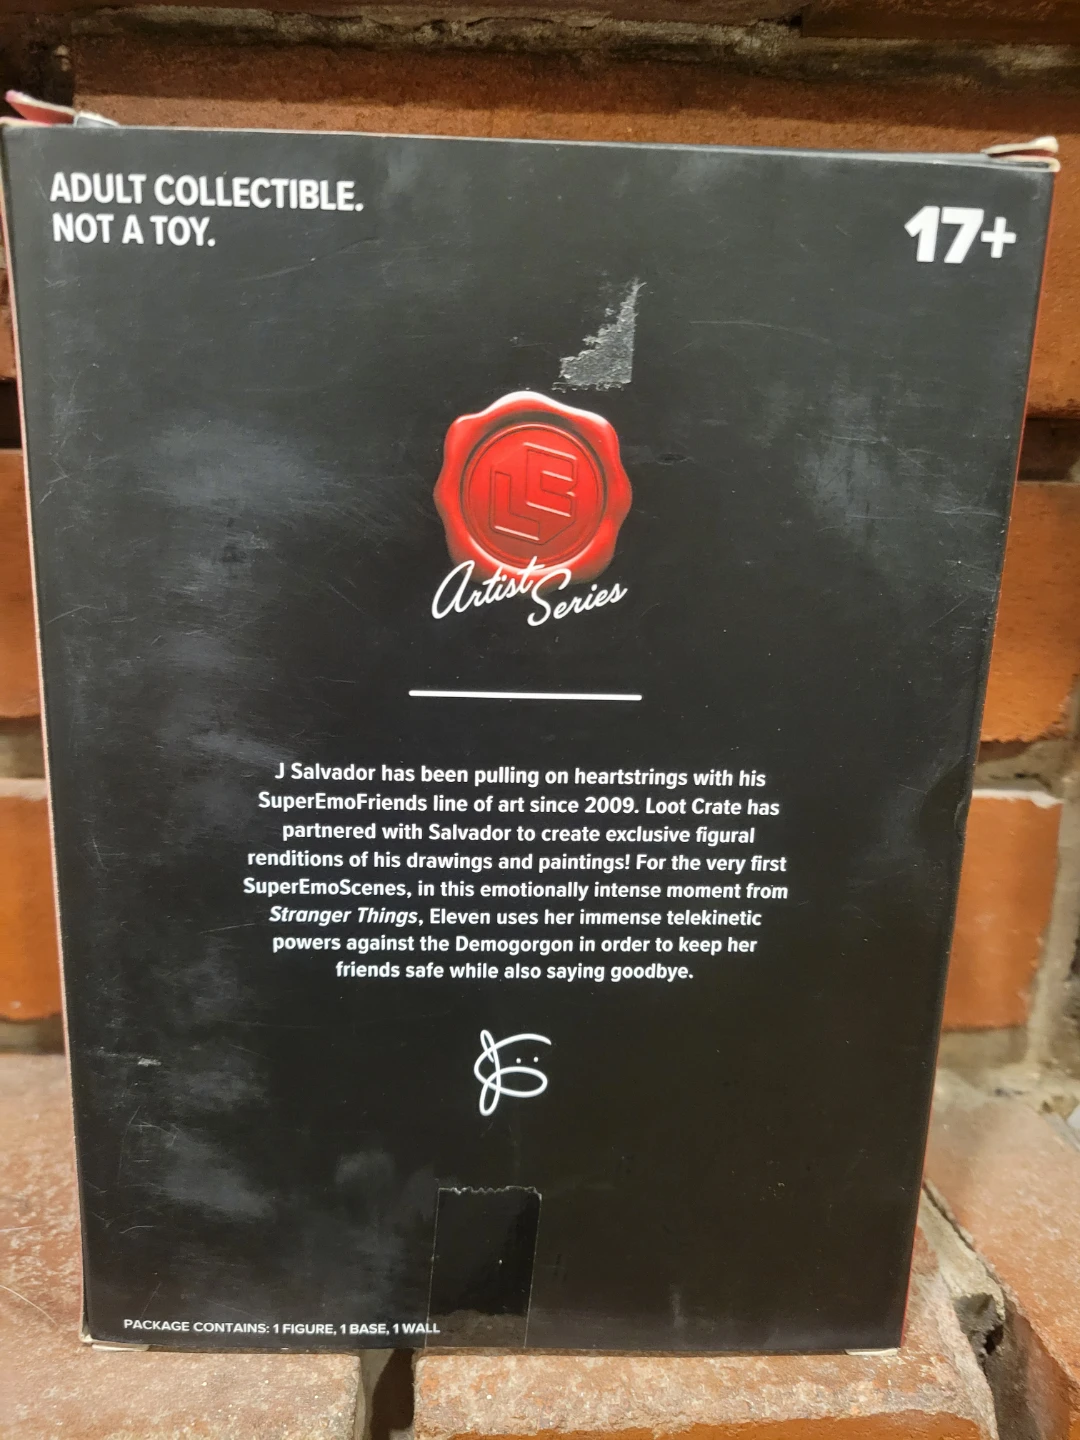 ADULT COLLECTIBLE.
NOT A TOY.
17+
LC
Artist Series
J Salvador has been pulling on heartstrings with his
SuperEmoFriends line of art since 2009. Loot Crate has
partnered with Salvador to create exclusive figural
renditions of his drawings and paintings! For the very first
SuperEmoScenes, in this emotionally intense moment from
Stranger Things, Eleven uses her immense telekinetic
powers against the Demogorgon in order to keep her
friends safe while also saying goodbye.
PACKAGE CONTAINS: 1 FIGURE, 1 BASE, 1 WALL